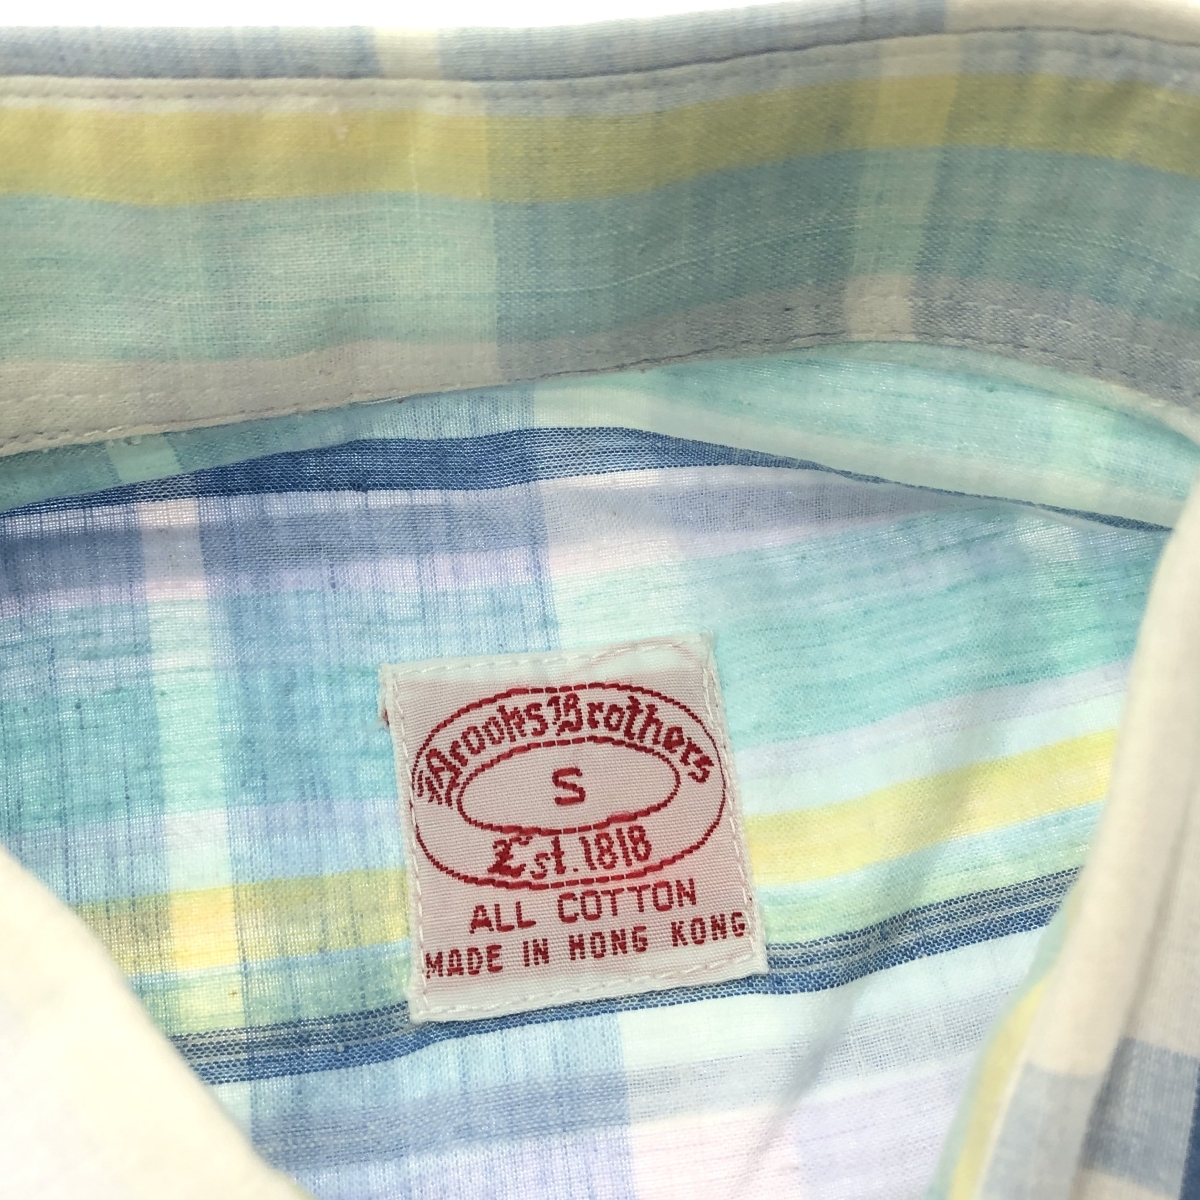 Brooks Brothers
S
Est. 1818
ALL COTTON
MADE IN HONG KONG